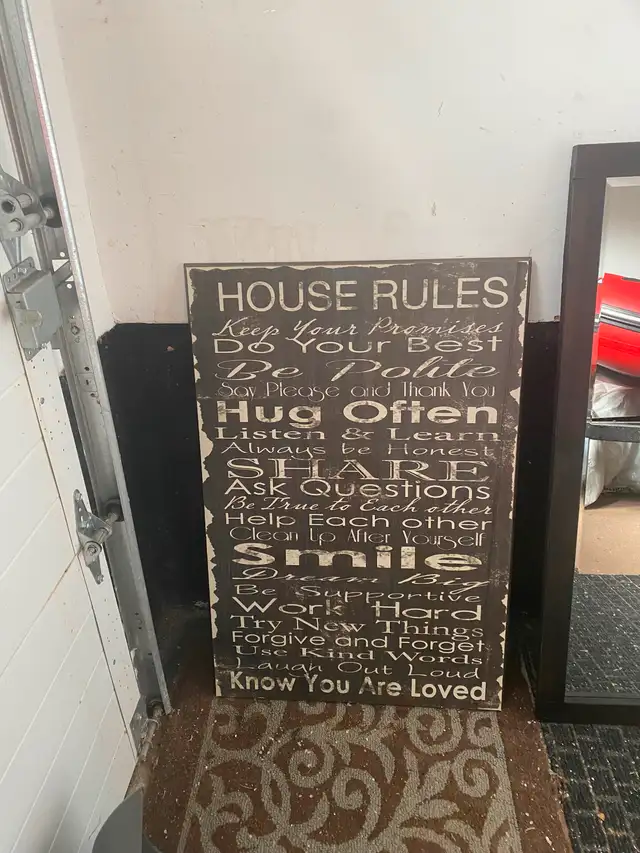 HOUSE RULES
Keep Your Promises
Do Your Best
Be Polite
Say Please and Thank You
Hug Often
Listen & Learn
Always be Honest
SHARE
Ask Questions
Be True to Each other
Help Each other
Clean Up After Yourself
Smile
Dream Big
Be Supportive
Work Hard
Try New Things
Forgive and Forget
Use Kind Words
Laugh Out Loud
Know You Are Loved